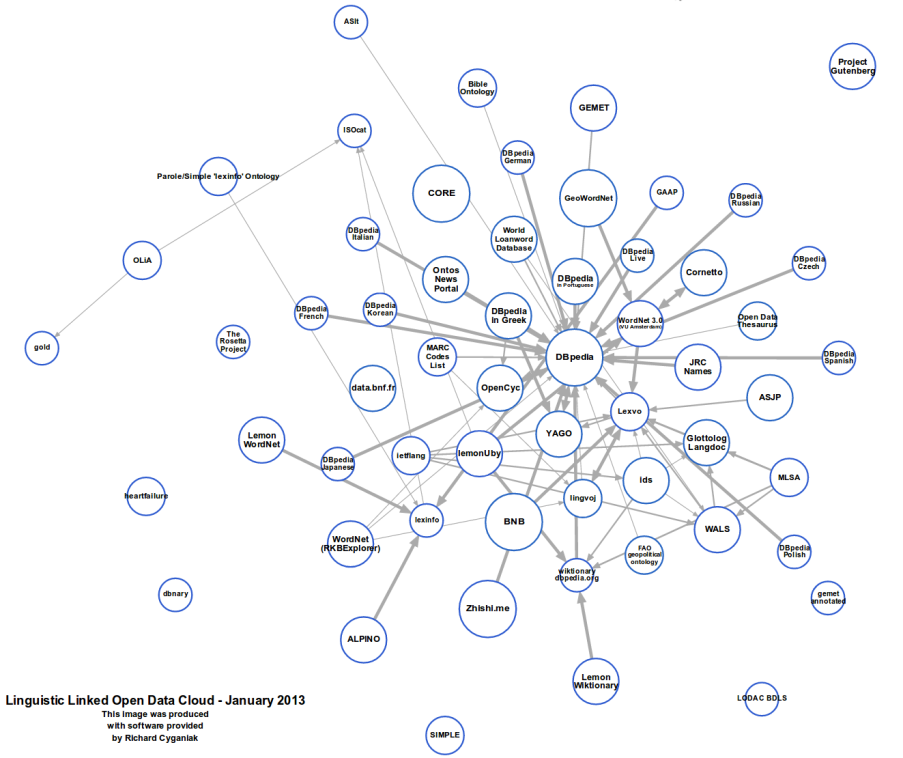 ASIt
Project
Gutenberg
Bible
Ontology
GEMET
ISOcat
DBpedia
German
Parole/Simple 'lexinfo' Ontology
CORE
GeoWordNet
GAAP
DBpedia
Russian
DBpedia
Italian
World
Loanword
Database
DBpedia
Live
OLiA
Ontos
News
Portal
DBpedia
in Portuguese
Cornetto
DBpedia
Czech
DBpedia
French
DBpedia
Korean
DBpedia
in Greek
WordNet 3.0
(VU Amsterdam)
Open Data
Thesaurus
gold
The
Rosetta
Project
MARC
Codes
List
DBpedia
JRC
Names
DBpedia
Spanish
data.bnf.fr
OpenCyc
Lexvo
ASJP
Lemon
WordNet
YAGO
Glottolog
Langdoc
DBpedia
Japanese
ietflang
lemonUby
ids
MLSA
heartfailure
lexinfo
BNB
lingvoj
WALS
WordNet
(RKBExplorer)
FAO
geopolitical
ontology
DBpedia
Polish
wiktionary
dbpedia.org
dbnary
Zhishi.me
gemet
annotated
ALPINO
Lemon
Wiktionary
LODAC BDLS
SIMPLE
Linguistic Linked Open Data Cloud - January 2013
This image was produced
with software provided
by Richard Cyganiak